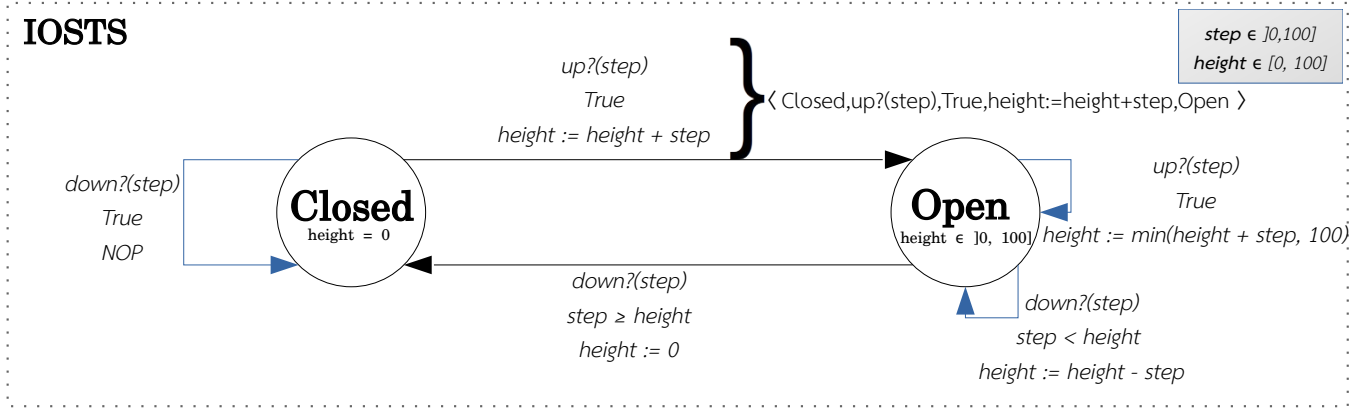 IOSTS
step ϵ ]0,100]
height ϵ [0, 100]
up?(step)
True
height := height + step
}
〈 Closed,up?(step),True,height:=height+step,Open 〉
down?(step)
True
NOP
Closed
height = 0
Open
height ϵ ]0, 100]
up?(step)
True
height := min(height + step, 100)
down?(step)
step ≥ height
height := 0
down?(step)
step < height
height := height - step